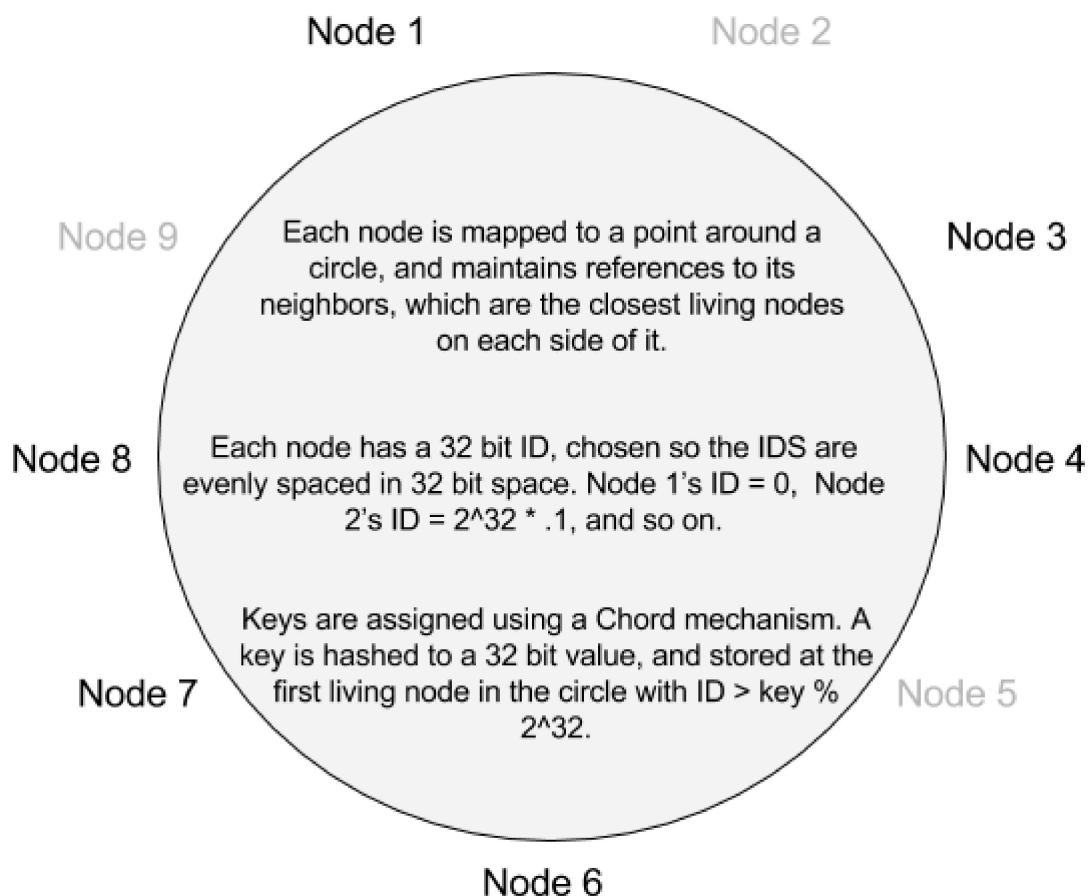 Node 1
Node 2
Node 9
Node 3
Each node is mapped to a point around a
circle, and maintains references to its
neighbors, which are the closest living nodes
on each side of it.
Node 8
Node 4
Each node has a 32 bit ID, chosen so the IDS are
evenly spaced in 32 bit space. Node 1's ID = 0, Node
2's ID = 2^32 * .1, and so on.
Keys are assigned using a Chord mechanism. A
key is hashed to a 32 bit value, and stored at the
first living node in the circle with ID > key %
2^32.
Node 7
Node 5
Node 6